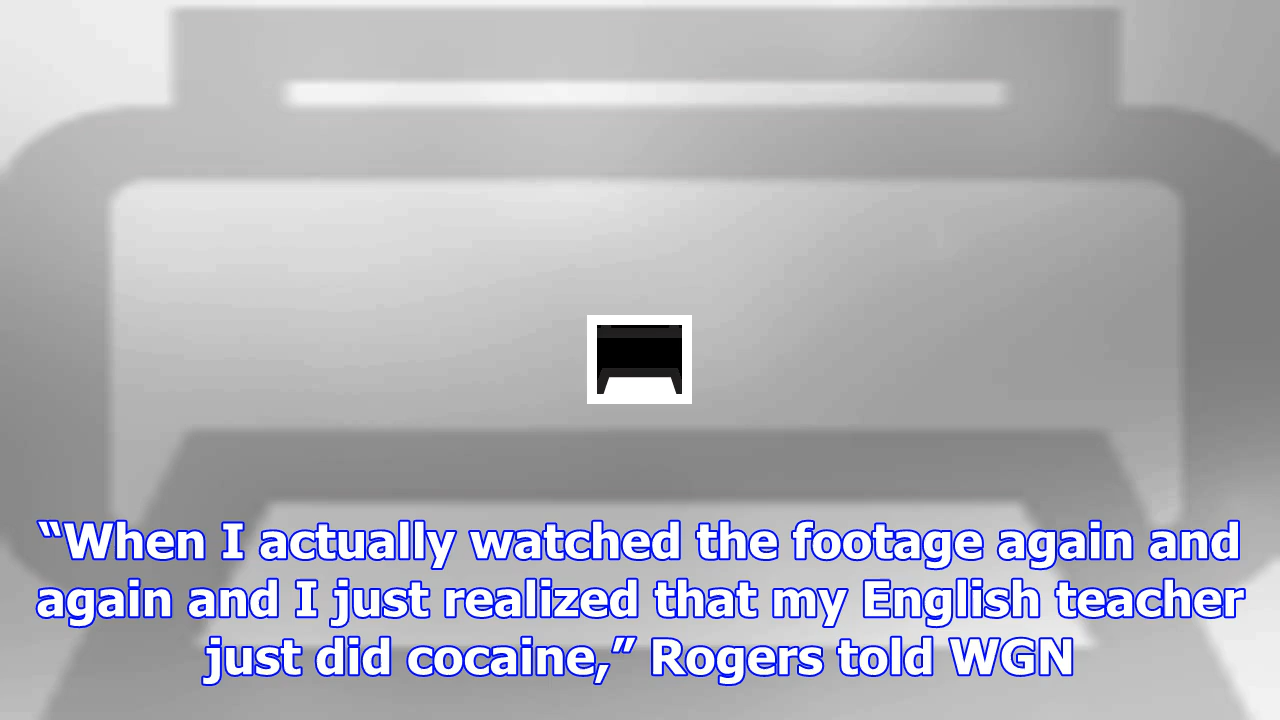 “When I actually watched the footage again and
again and I just realized that my English teacher
just did cocaine,” Rogers told WGN